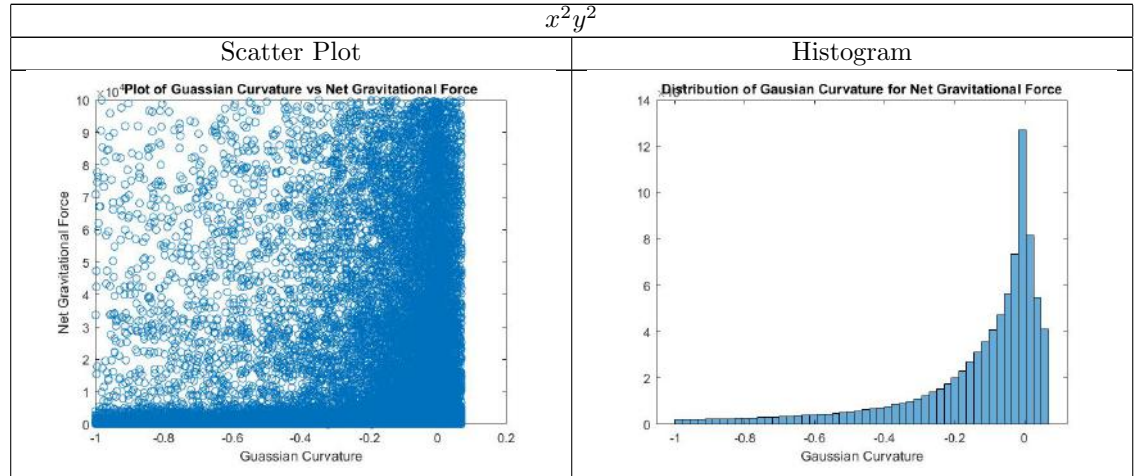 x²y²
Scatter Plot
Histogram
×10⁴ Plot of Guassian Curvature vs Net Gravitational Force
10
9
8
7
6
5
4
3
2
1
0
Net Gravitational Force
-1 -0.8 -0.6 -0.4 -0.2 0 0.2
Guassian Curvature
Distribution of Gausian Curvature for Net Gravitational Force
14
12
10
8
6
4
2
0
-1 -0.8 -0.6 -0.4 -0.2 0
Gaussian Curvature